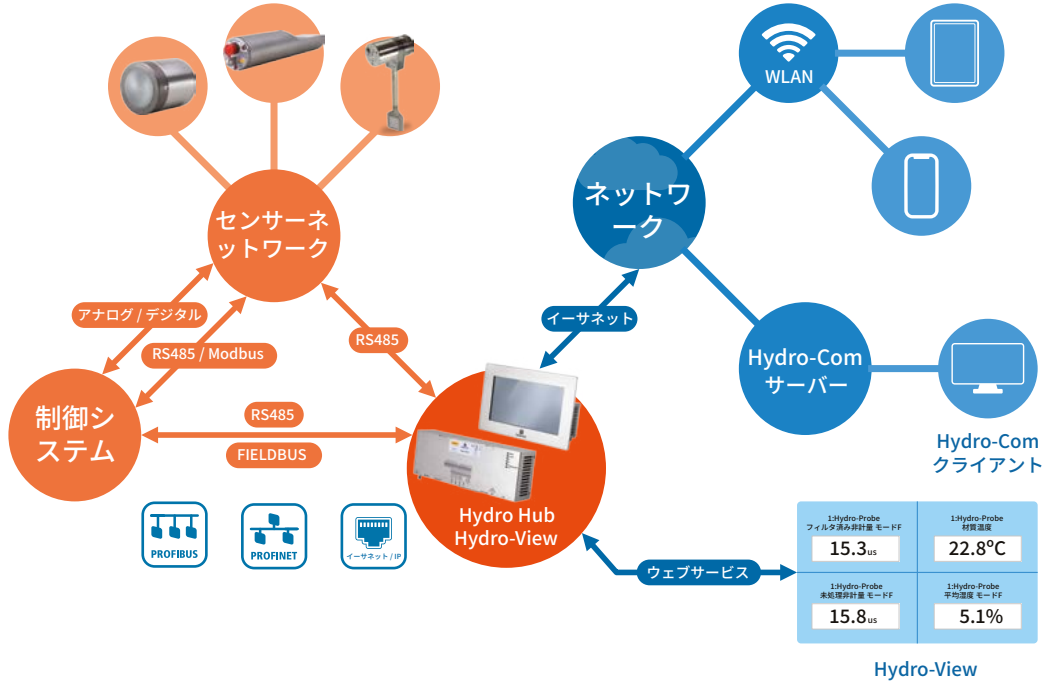 WLAN
センサーネ
ットワーク
ネットワ
ーク
アナログ / デジタル
RS485 / Modbus
RS485
イーサネット
制御シ
ステム
RS485
FIELDBUS
Hydro-Com
サーバー
Hydro-Com
クライアント
PROFIBUS
PROFINET
イーサネット / IP
Hydro Hub
Hydro-View
ウェブサービス
1:Hydro-Probe
フィルタ済み非計量 モードF
15.3us
1:Hydro-Probe
材質温度
22.8ºC
1:Hydro-Probe
未処理非計量 モードF
15.8us
1:Hydro-Probe
平均湿度 モードF
5.1%
Hydro-View